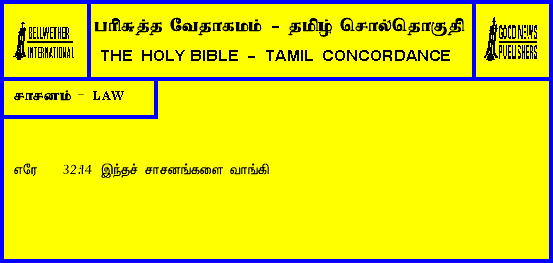 BELLWETHER
INTERNATIONAL
பரிசுத்த வேதாகமம் - தமிழ் சொல்தொகுதி
THE HOLY BIBLE - TAMIL CONCORDANCE
GOOD NEWS
PUBLISHERS
சாசனம் - LAW
எரே 32:14 இந்தச் சாசனங்களை வாங்கி